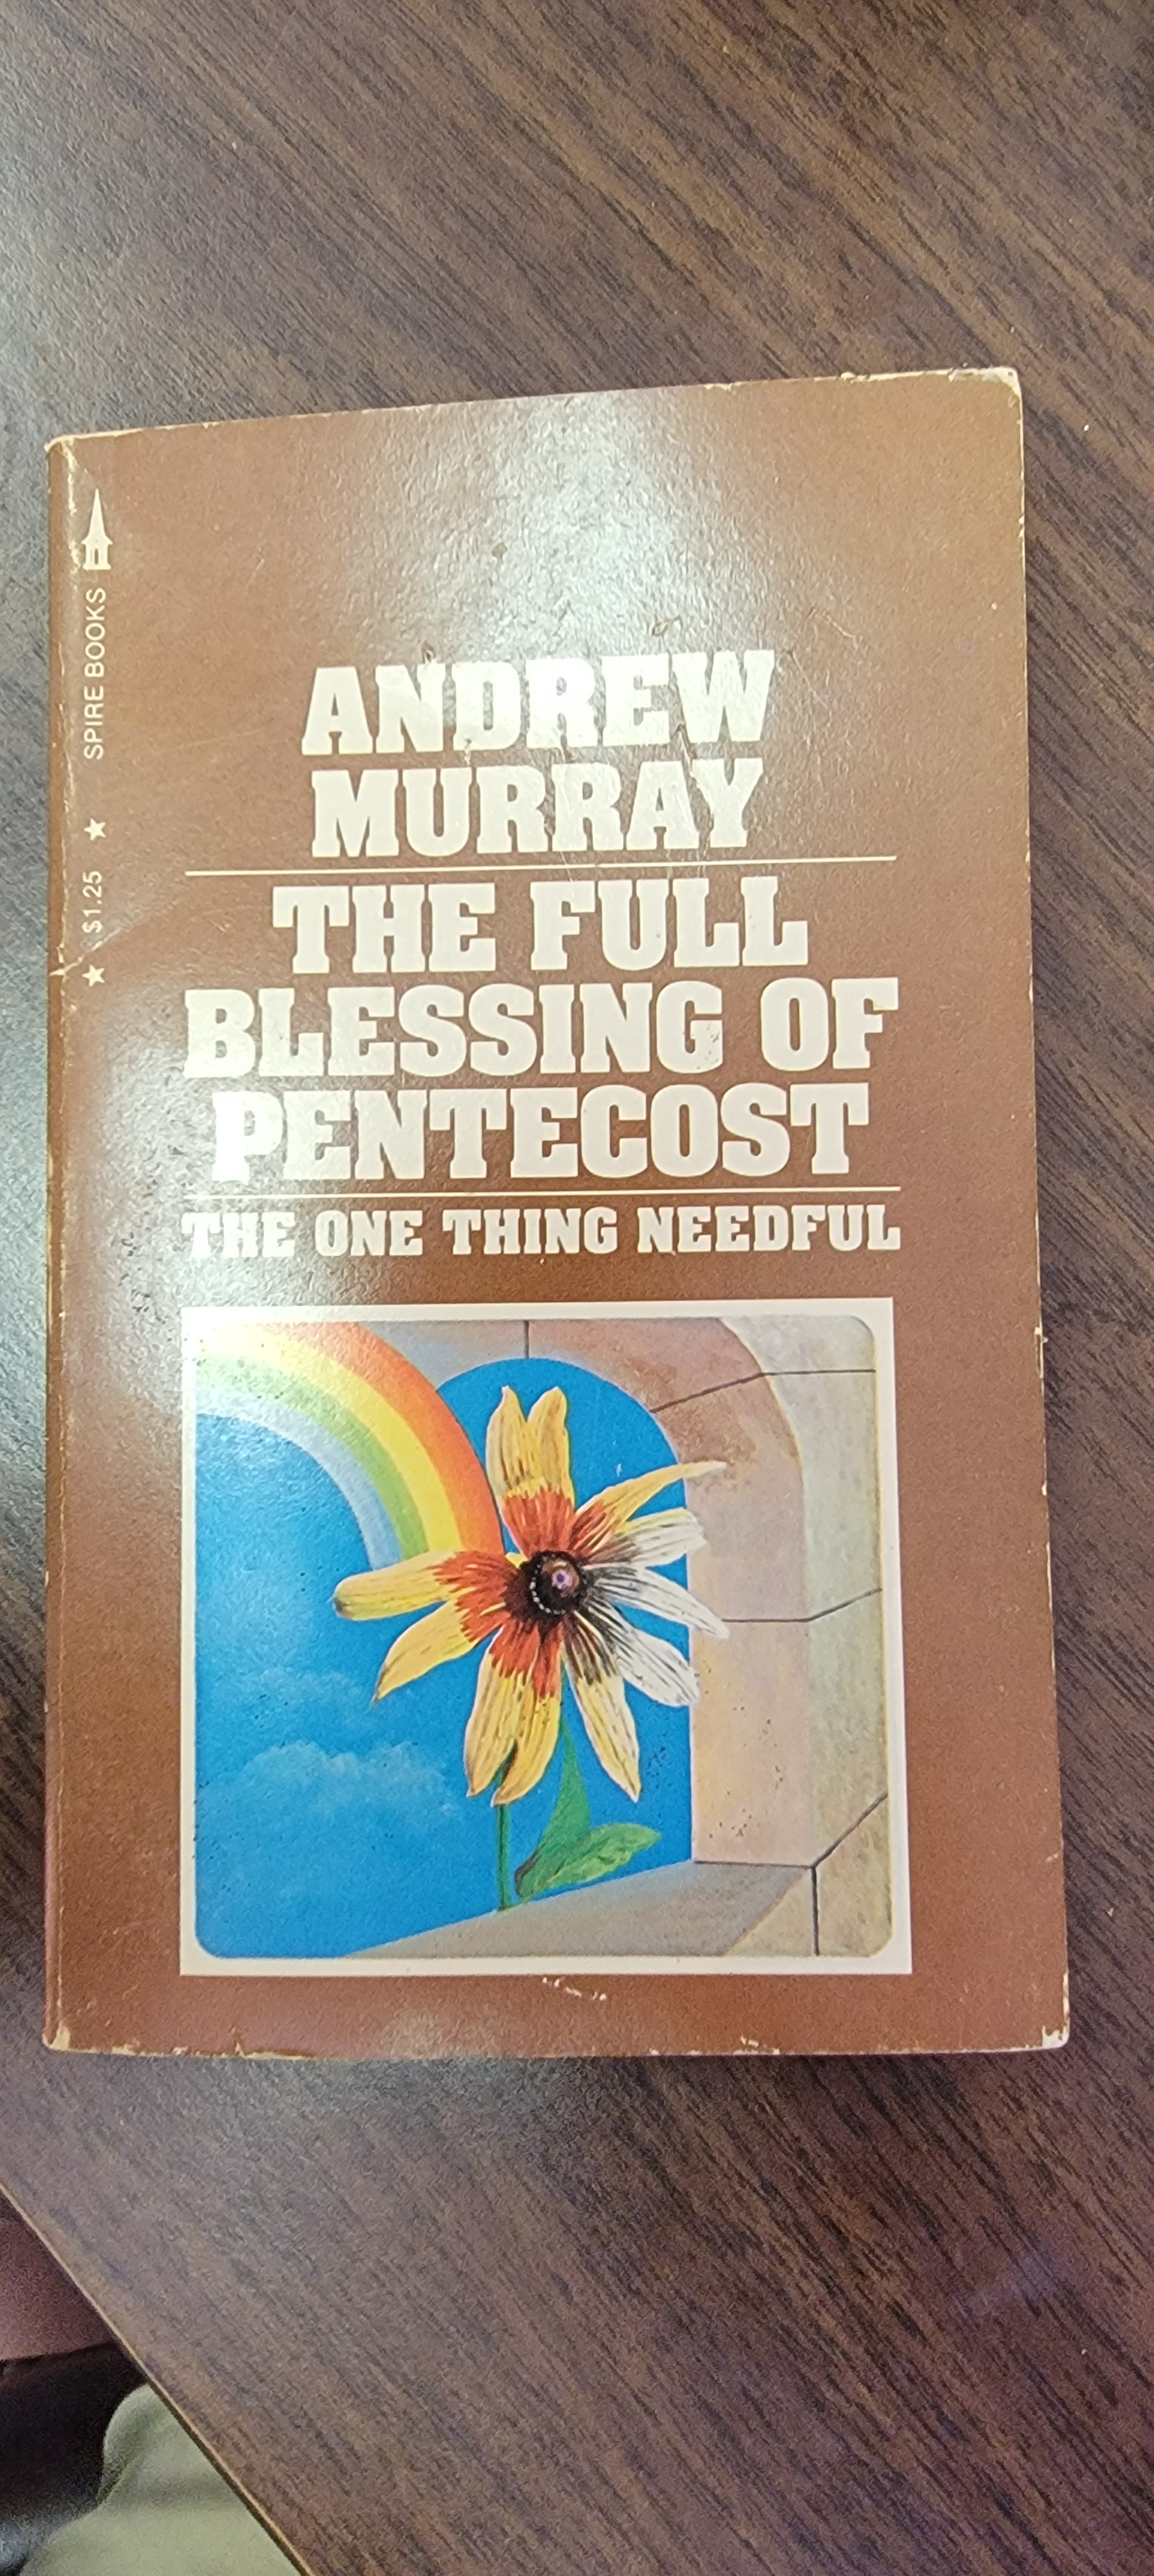 SPIRE BOOKS
★ $1.25 ★
ANDREW
MURRAY
THE FULL
BLESSING OF
PENTECOST
THE ONE THING NEEDFUL